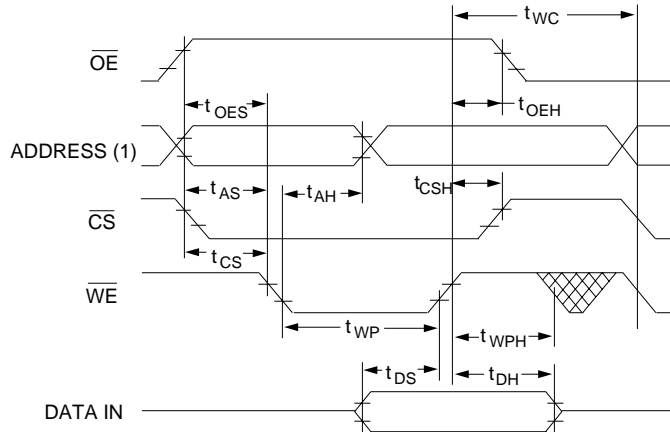 tWC
OE
tOES
tOEH
ADDRESS (1)
tAS
tAH
tCSH
CS
tCS
WE
tWP
tWPH
tDS
tDH
DATA IN